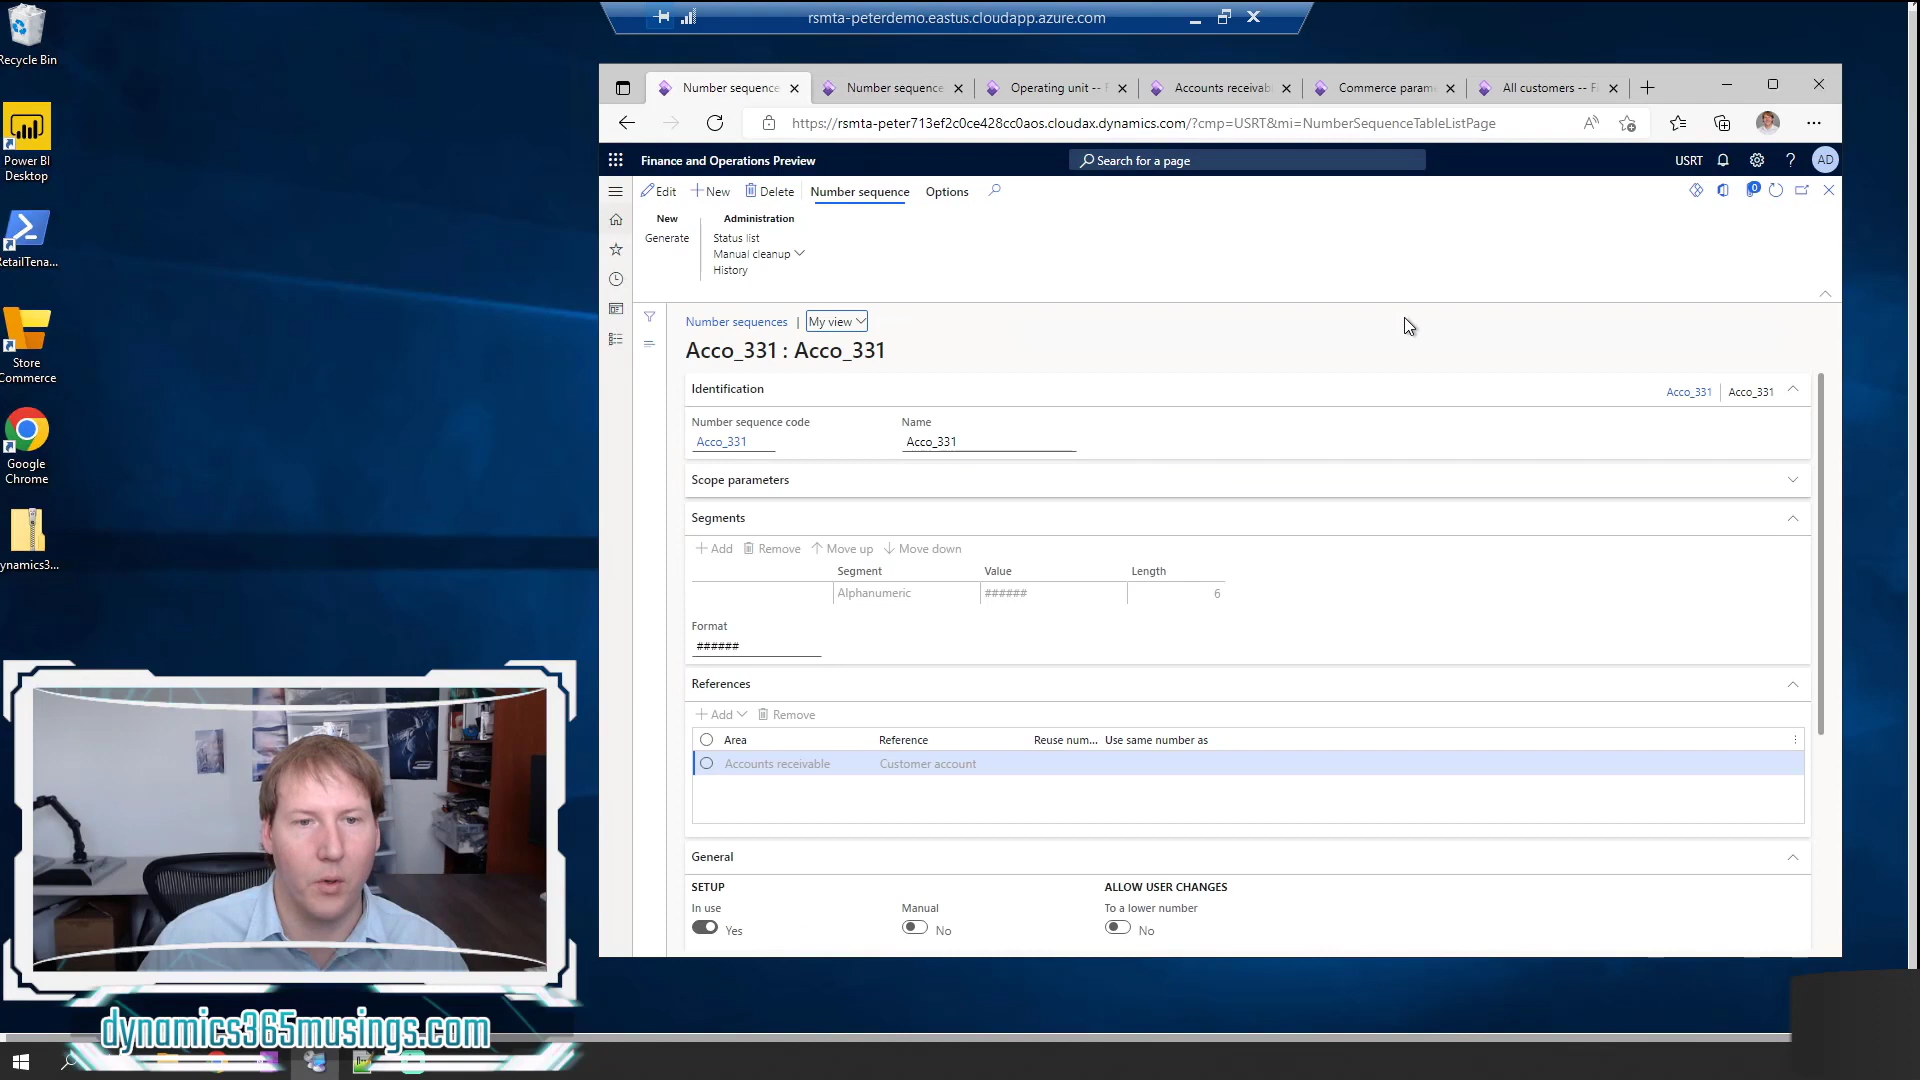 rsmta-peterdemo.eastus.cloudapp.azure.com
Recycle Bin
Power BI
Desktop
RetailTena...
Store
Commerce
Google
Chrome
ynamics3...
Number sequence
Number sequence
Operating unit -- F
Accounts receivab
Commerce param
All customers -- Fi
https://rsmta-peter713ef2c0ce428cc0aos.cloudax.dynamics.com/?cmp=USRT&mi=NumberSequenceTableListPage
Finance and Operations Preview
Search for a page
USRT
?
AD
Edit
New
Delete
Number sequence
Options
0
New
Generate
Administration
Status list
Manual cleanup
History
Number sequences | My view
Acco_331 : Acco_331
Identification
Acco_331 | Acco_331
Number sequence code
Name
Acco_331
Acco_331
Scope parameters
Segments
Add
Remove
Move up
Move down
Segment
Value
Length
Alphanumeric
######
6
Format
######
References
Add
Remove
Area
Reference
Reuse num...
Use same number as
Accounts receivable
Customer account
General
SETUP
ALLOW USER CHANGES
In use
Manual
To a lower number
Yes
No
No
dynamics365musings.com